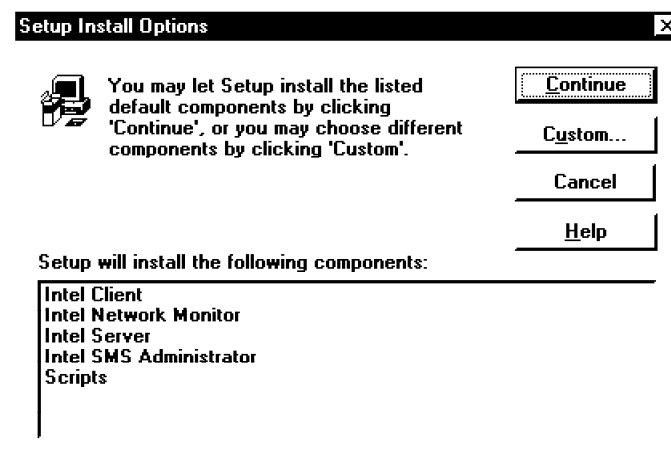 Setup Install Options
You may let Setup install the listed
default components by clicking
'Continue', or you may choose different
components by clicking 'Custom'.
Continue
Custom...
Cancel
Help
Setup will install the following components:
Intel Client
Intel Network Monitor
Intel Server
Intel SMS Administrator
Scripts